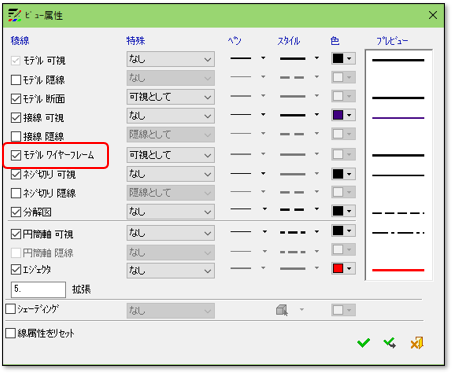 ﾋﾞｭｰ属性
稜線 特殊 ﾍﾟﾝ ｽﾀｲﾙ 色 ﾌﾟﾚﾋﾞｭｰ
ﾓﾃﾞﾙ 可視 なし
ﾓﾃﾞﾙ 隠線 なし
ﾓﾃﾞﾙ 断面 可視として
接線 可視 なし
接線 隠線 隠線として
ﾓﾃﾞﾙ ﾜｲﾔｰﾌﾚｰﾑ 可視として
ﾈｼﾞ切り 可視 なし
ﾈｼﾞ切り 隠線 隠線として
分解図 なし
円筒軸 可視 なし
円筒軸 隠線 なし
ｴｼﾞｪｸﾀ なし
5. 拡張
ｼｪｰﾃﾞｨﾝｸﾞ なし
線属性をﾘｾｯﾄ